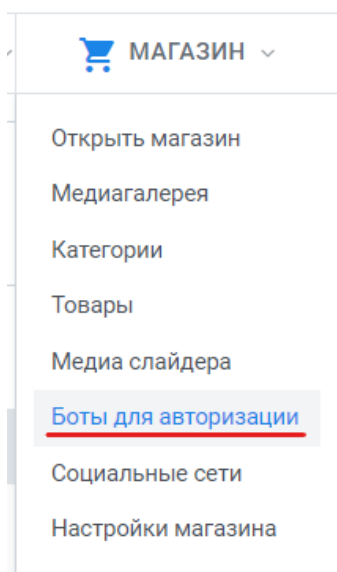 МАГАЗИН
Открыть магазин
Медиагалерея
Категории
Товары
Медиа слайдера
Боты для авторизации
Социальные сети
Настройки магазина